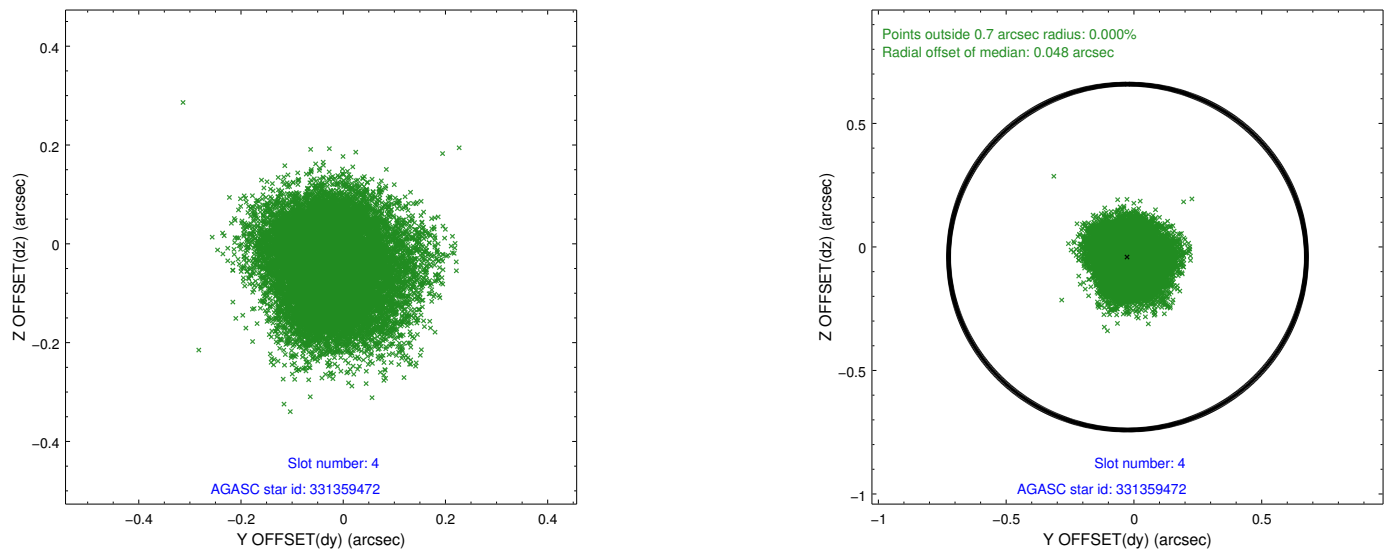 0.4
0.2
0
−0.2
−0.4
Z OFFSET(dz) (arcsec)
Slot number: 4
AGASC star id: 331359472
−0.4
−0.2
0
0.2
0.4
Y OFFSET(dy) (arcsec)
Points outside 0.7 arcsec radius: 0.000%
Radial offset of median: 0.048 arcsec
0.5
0
−0.5
−1
Z OFFSET(dz) (arcsec)
Slot number: 4
AGASC star id: 331359472
−1
−0.5
0
0.5
Y OFFSET(dy) (arcsec)